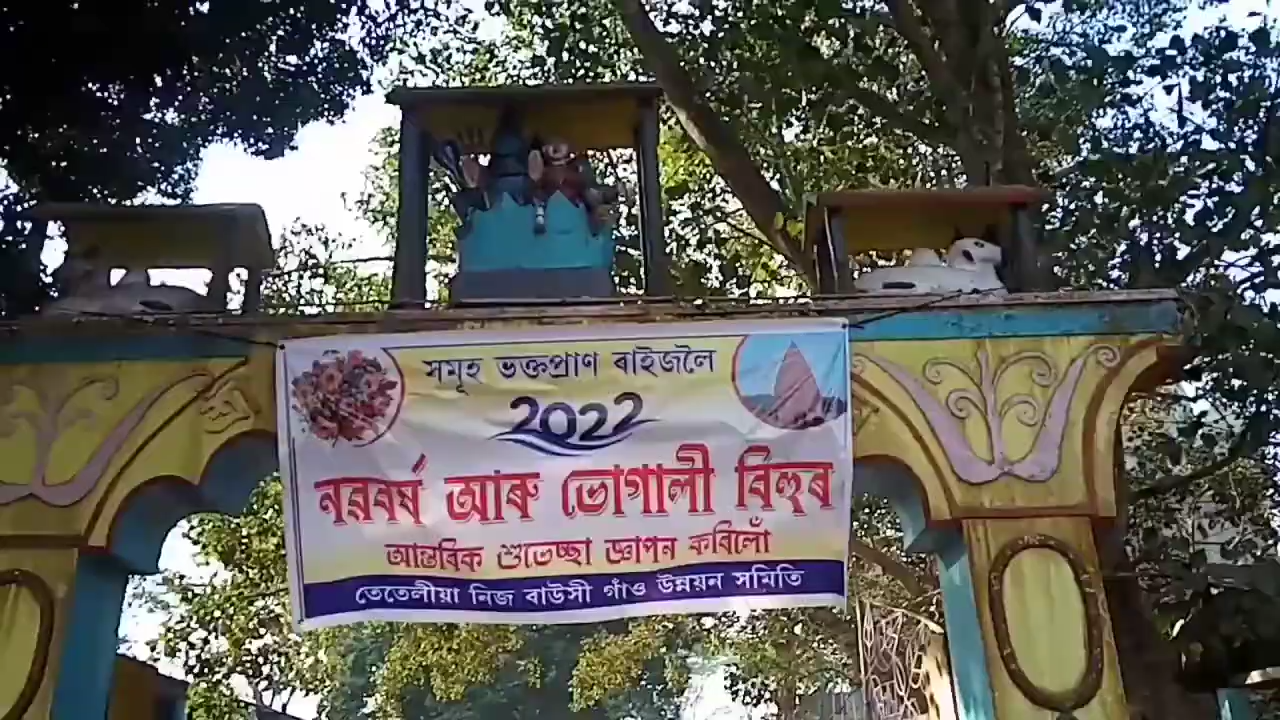 সমূহ ভক্তপ্ৰাণ ৰাইজলৈ
2022
নৱবৰ্ষ আৰু ভোগালী বিহুৰ
আন্তৰিক শুভেচ্ছা জ্ঞাপন কৰিলোঁ
তেতেলীয়া নিজ বাউসী গাঁও উন্নয়ন সমিতি